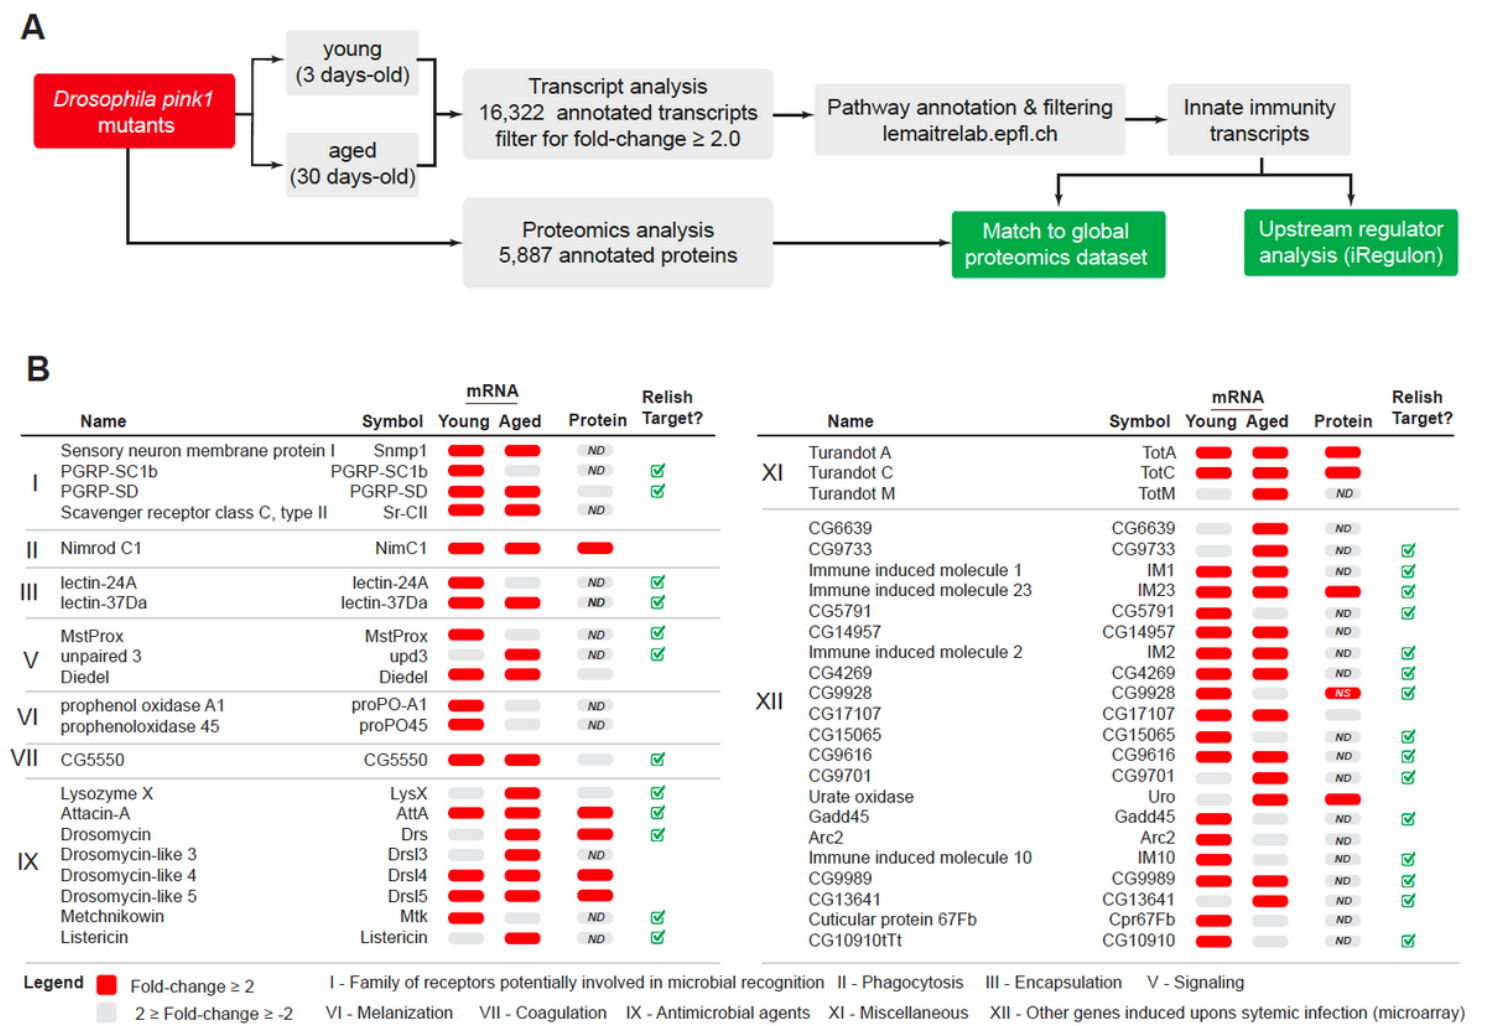 A
Drosophila pink1
mutants
young
(3 days-old)
aged
(30 days-old)
Transcript analysis
16,322 annotated transcripts
filter for fold-change ≥ 2.0
Pathway annotation & filtering
lemaitrelab.epfl.ch
Innate immunity
transcripts
Proteomics analysis
5,887 annotated proteins
Match to global
proteomics dataset
Upstream regulator
analysis (iRegulon)
B
mRNA Relish
Name Symbol Young Aged Protein Target?
I
Sensory neuron membrane protein I Snmp1 ND
PGRP-SC1b PGRP-SC1b ND
PGRP-SD PGRP-SD
Scavenger receptor class C, type II Sr-CII ND
II Nimrod C1 NimC1
III
lectin-24A lectin-24A ND
lectin-37Da lectin-37Da ND
V
MstProx MstProx ND
unpaired 3 upd3 ND
Diedel Diedel
VI
prophenol oxidase A1 proPO-A1 ND
prophenoloxidase 45 proPO45 ND
VII CG5550 CG5550
IX
Lysozyme X LysX
Attacin-A AttA
Drosomycin Drs
Drosomycin-like 3 Drsl3 ND
Drosomycin-like 4 Drsl4
Drosomycin-like 5 Drsl5
Metchnikowin Mtk ND
Listericin Listericin ND
mRNA Relish
Name Symbol Young Aged Protein Target?
XI
Turandot A TotA
Turandot C TotC
Turandot M TotM ND
XII
CG6639 CG6639 ND
CG9733 CG9733 ND
Immune induced molecule 1 IM1 ND
Immune induced molecule 23 IM23
CG5791 CG5791 ND
CG14957 CG14957 ND
Immune induced molecule 2 IM2 ND
CG4269 CG4269 ND
CG9928 CG9928 NS
CG17107 CG17107
CG15065 CG15065 ND
CG9616 CG9616 ND
CG9701 CG9701 ND
Urate oxidase Uro
Gadd45 Gadd45 ND
Arc2 Arc2 ND
Immune induced molecule 10 IM10 ND
CG9989 CG9989 ND
CG13641 CG13641 ND
Cuticular protein 67Fb Cpr67Fb ND
CG10910tTt CG10910 ND
Legend Fold-change ≥ 2
2 ≥ Fold-change ≥ -2
I - Family of receptors potentially involved in microbial recognition II - Phagocytosis III - Encapsulation V - Signaling
VI - Melanization VII - Coagulation IX - Antimicrobial agents XI - Miscellaneous XII - Other genes induced upons sytemic infection (microarray)